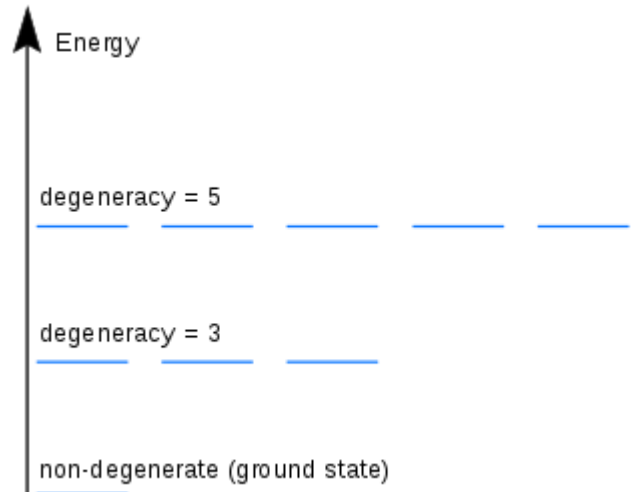 Energy
degeneracy = 5
degeneracy = 3
non-degenerate (ground state)